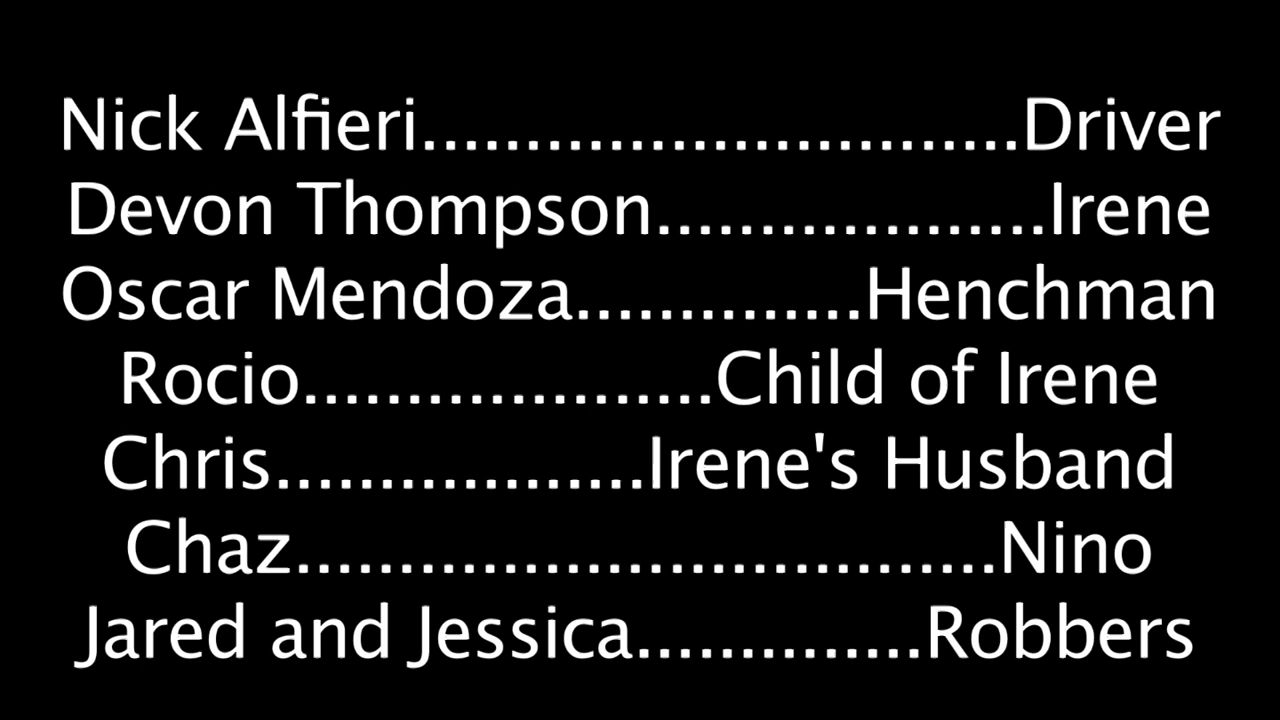 Nick Alfieri.............................Driver
Devon Thompson...................Irene
Oscar Mendoza..............Henchman
Rocio....................Child of Irene
Chris..................Irene's Husband
Chaz..................................Nino
Jared and Jessica..............Robbers